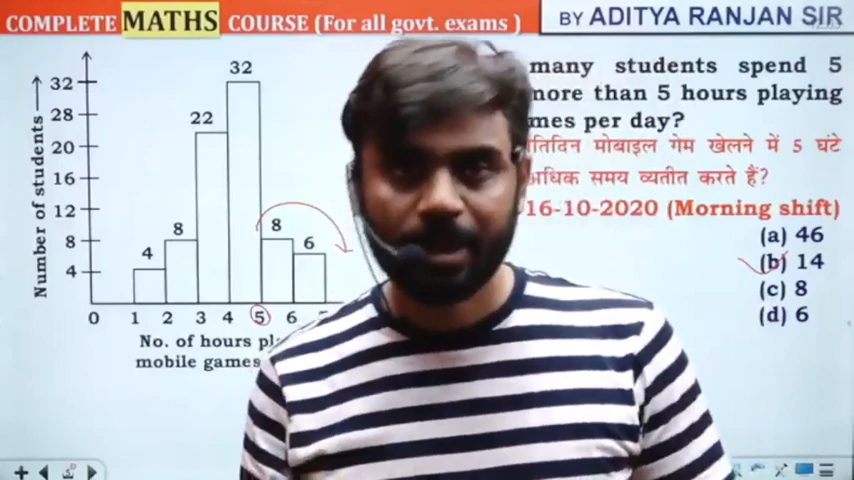 COMPLETE MATHS COURSE (For all govt. exams)
BY ADITYA RANJAN SIR
many students spend 5
more than 5 hours playing
mes per day?
मोबाइल गेम खेलने में 5 घंटे
अधिक समय व्यतीत करते हैं?
16-10-2020 (Morning shift)
(a) 46
(b) 14
(c) 8
(d) 6
Number of students
32
28
20
16
12
8
4
4
8
22
32
8
6
0 1 2 3 4 5 6
No. of hours
mobile games